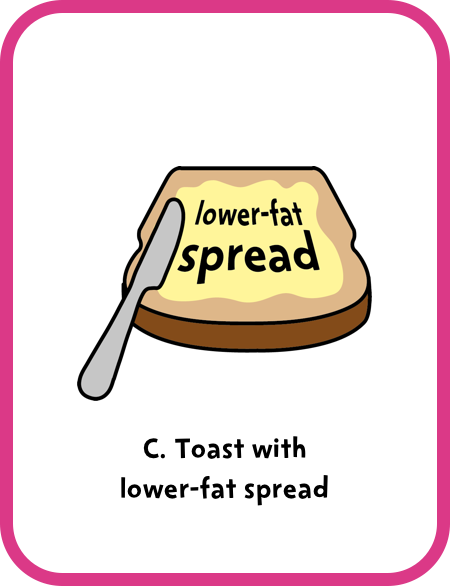 lower-fat
spread
C. Toast with
lower-fat spread